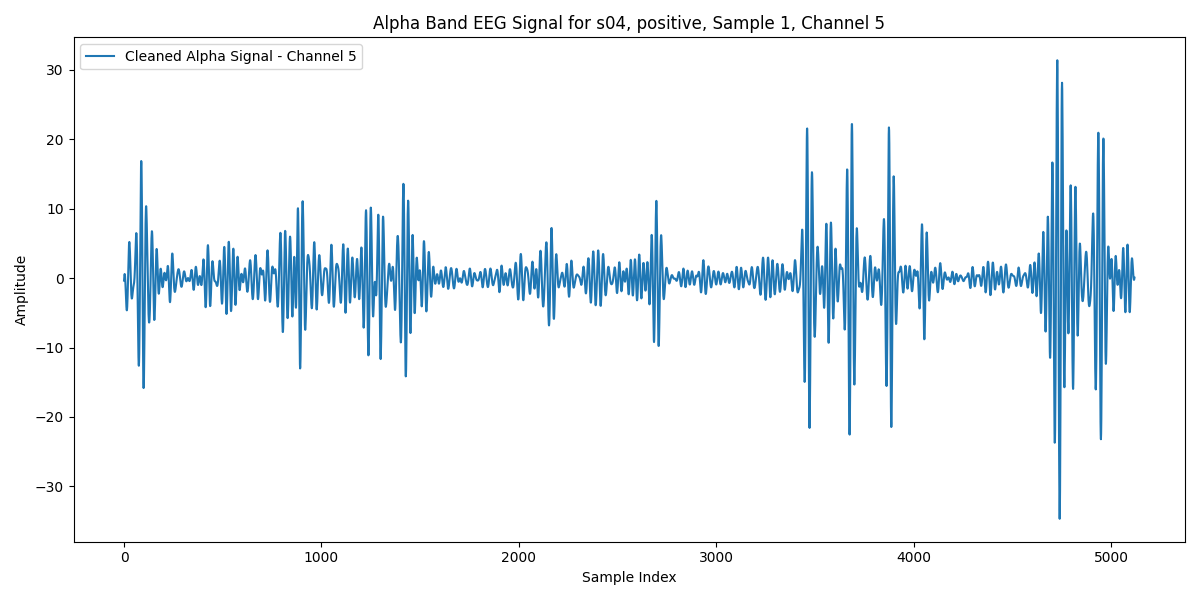 Alpha Band EEG Signal for s04, positive, Sample 1, Channel 5
Cleaned Alpha Signal - Channel 5
30
20
10
0
−10
−20
−30
Amplitude
0 1000 2000 3000 4000 5000
Sample Index